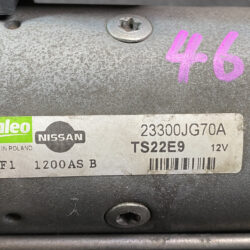 46
aleo
NISSAN
23300JG70A
IN POLAND
TS22E9 12V
F1 1200AS B